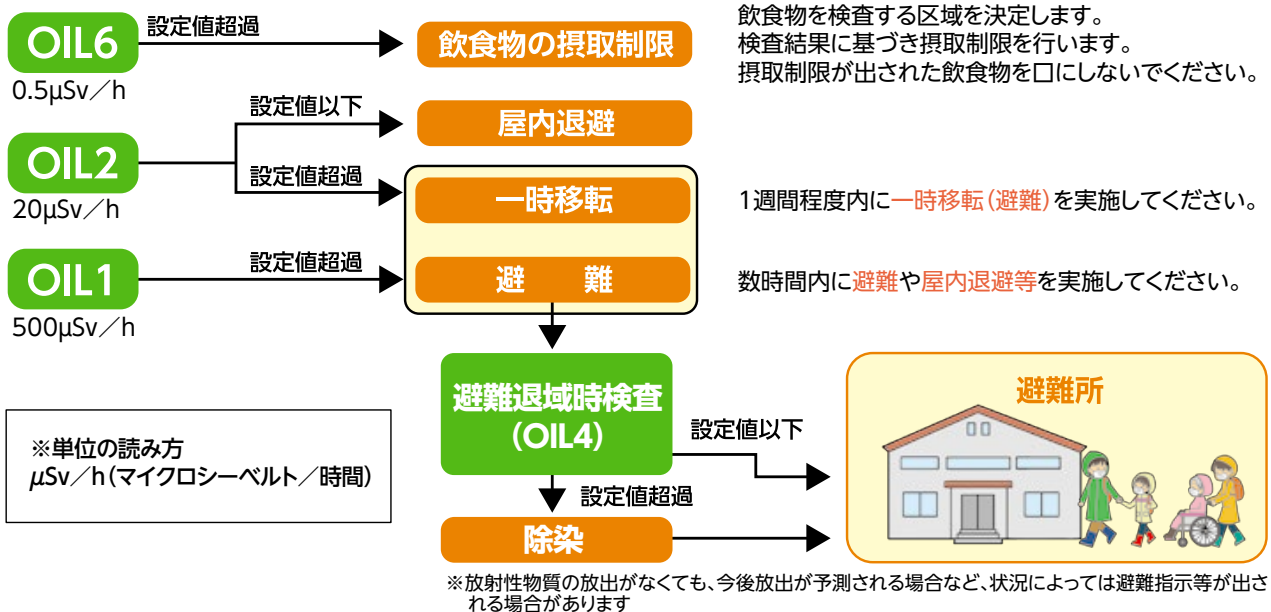 OIL6
0.5μSv／h
設定値超過
飲食物の摂取制限
飲食物を検査する区域を決定します。
検査結果に基づき摂取制限を行います。
摂取制限が出された飲食物を口にしないでください。
OIL2
20μSv／h
設定値以下
屋内退避
設定値超過
一時移転
1週間程度内に一時移転（避難）を実施してください。
OIL1
500μSv／h
設定値超過
避　難
数時間内に避難や屋内退避等を実施してください。
避難退域時検査
（OIL4）
設定値以下
避難所
設定値超過
除染
※単位の読み方
μSv／h（マイクロシーベルト／時間）
※放射性物質の放出がなくても、今後放出が予測される場合など、状況によっては避難指示等が出さ
れる場合があります